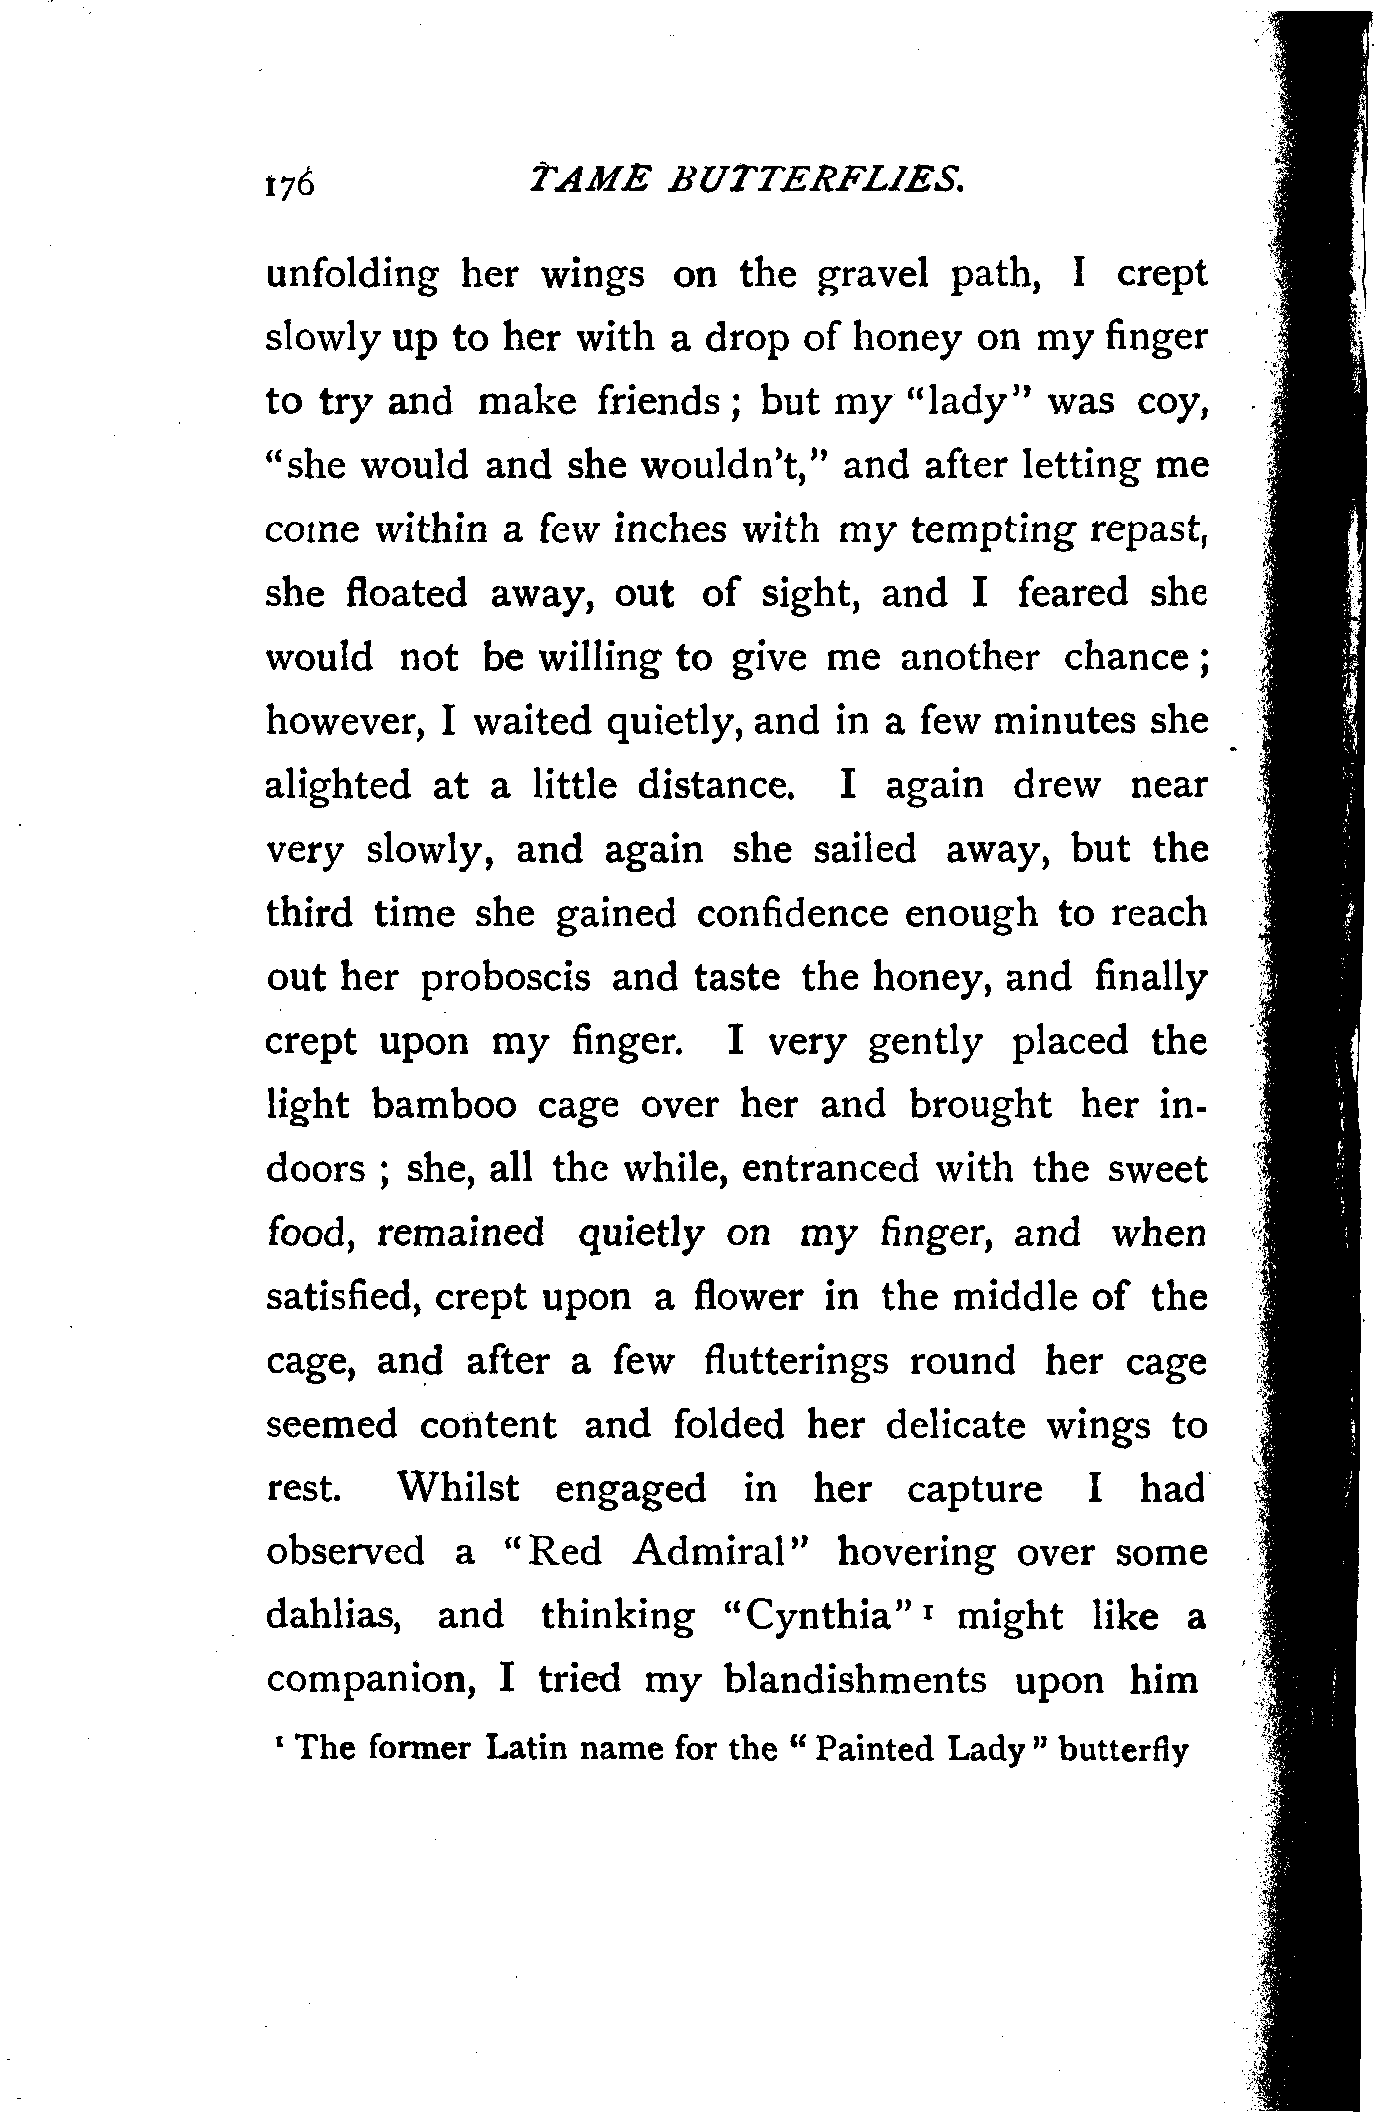 176 TAME BUTTERFLIES.
unfolding her wings on the gravel path, I crept
slowly up to her with a drop of honey on my finger
to try and make friends ; but my "lady" was coy,
"she would and she wouldn't," and after letting me
come within a few inches with my tempting repast,
she floated away, out of sight, and I feared she
would not be willing to give me another chance ;
however, I waited quietly, and in a few minutes she
alighted at a little distance. I again drew near
very slowly, and again she sailed away, but the
third time she gained confidence enough to reach
out her proboscis and taste the honey, and finally
crept upon my finger. I very gently placed the
light bamboo cage over her and brought her in-
doors ; she, all the while, entranced with the sweet
food, remained quietly on my finger, and when
satisfied, crept upon a flower in the middle of the
cage, and after a few flutterings round her cage
seemed content and folded her delicate wings to
rest. Whilst engaged in her capture I had
observed a "Red Admiral" hovering over some
dahlias, and thinking "Cynthia" ¹ might like a
companion, I tried my blandishments upon him
¹ The former Latin name for the "Painted Lady" butterfly